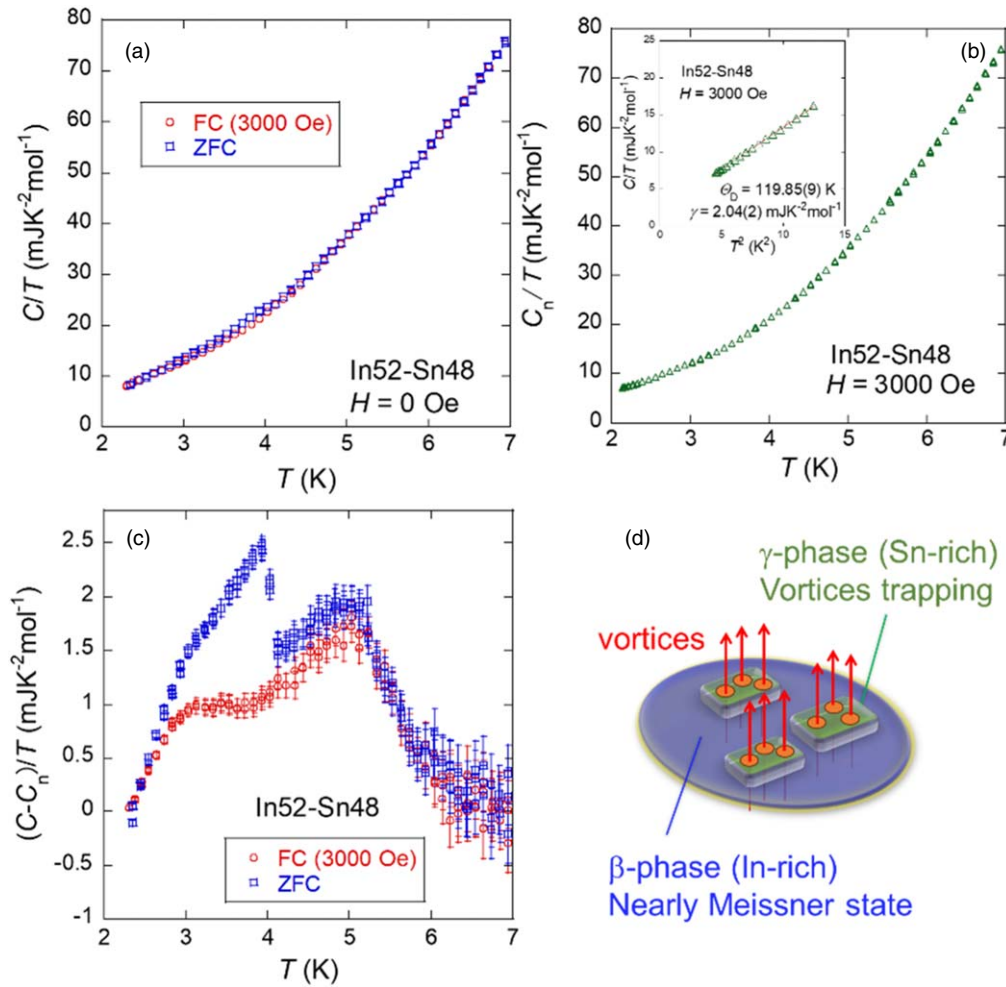 (a)
80
70
60
50
40
30
20
10
0
C/T (mJK⁻²mol⁻¹)
FC (3000 Oe)
ZFC
In52-Sn48
H = 0 Oe
2 3 4 5 6 7
T (K)
(b)
80
70
60
50
40
30
20
10
0
Cₙ/T (mJK⁻²mol⁻¹)
25
20
15
10
5
0
C/T (mJK⁻²mol⁻¹)
In52-Sn48
H = 3000 Oe
Θ_D = 119.85(9) K
γ = 2.04(2) mJK⁻²mol⁻¹
0 5 10 15
T² (K²)
In52-Sn48
H = 3000 Oe
2 3 4 5 6 7
T (K)
(c)
2.5
2
1.5
1
0.5
0
-0.5
-1
(C-Cₙ)/T (mJK⁻²mol⁻¹)
In52-Sn48
FC (3000 Oe)
ZFC
2 3 4 5 6 7
T (K)
(d)
γ-phase (Sn-rich)
Vortices trapping
vortices
β-phase (In-rich)
Nearly Meissner state